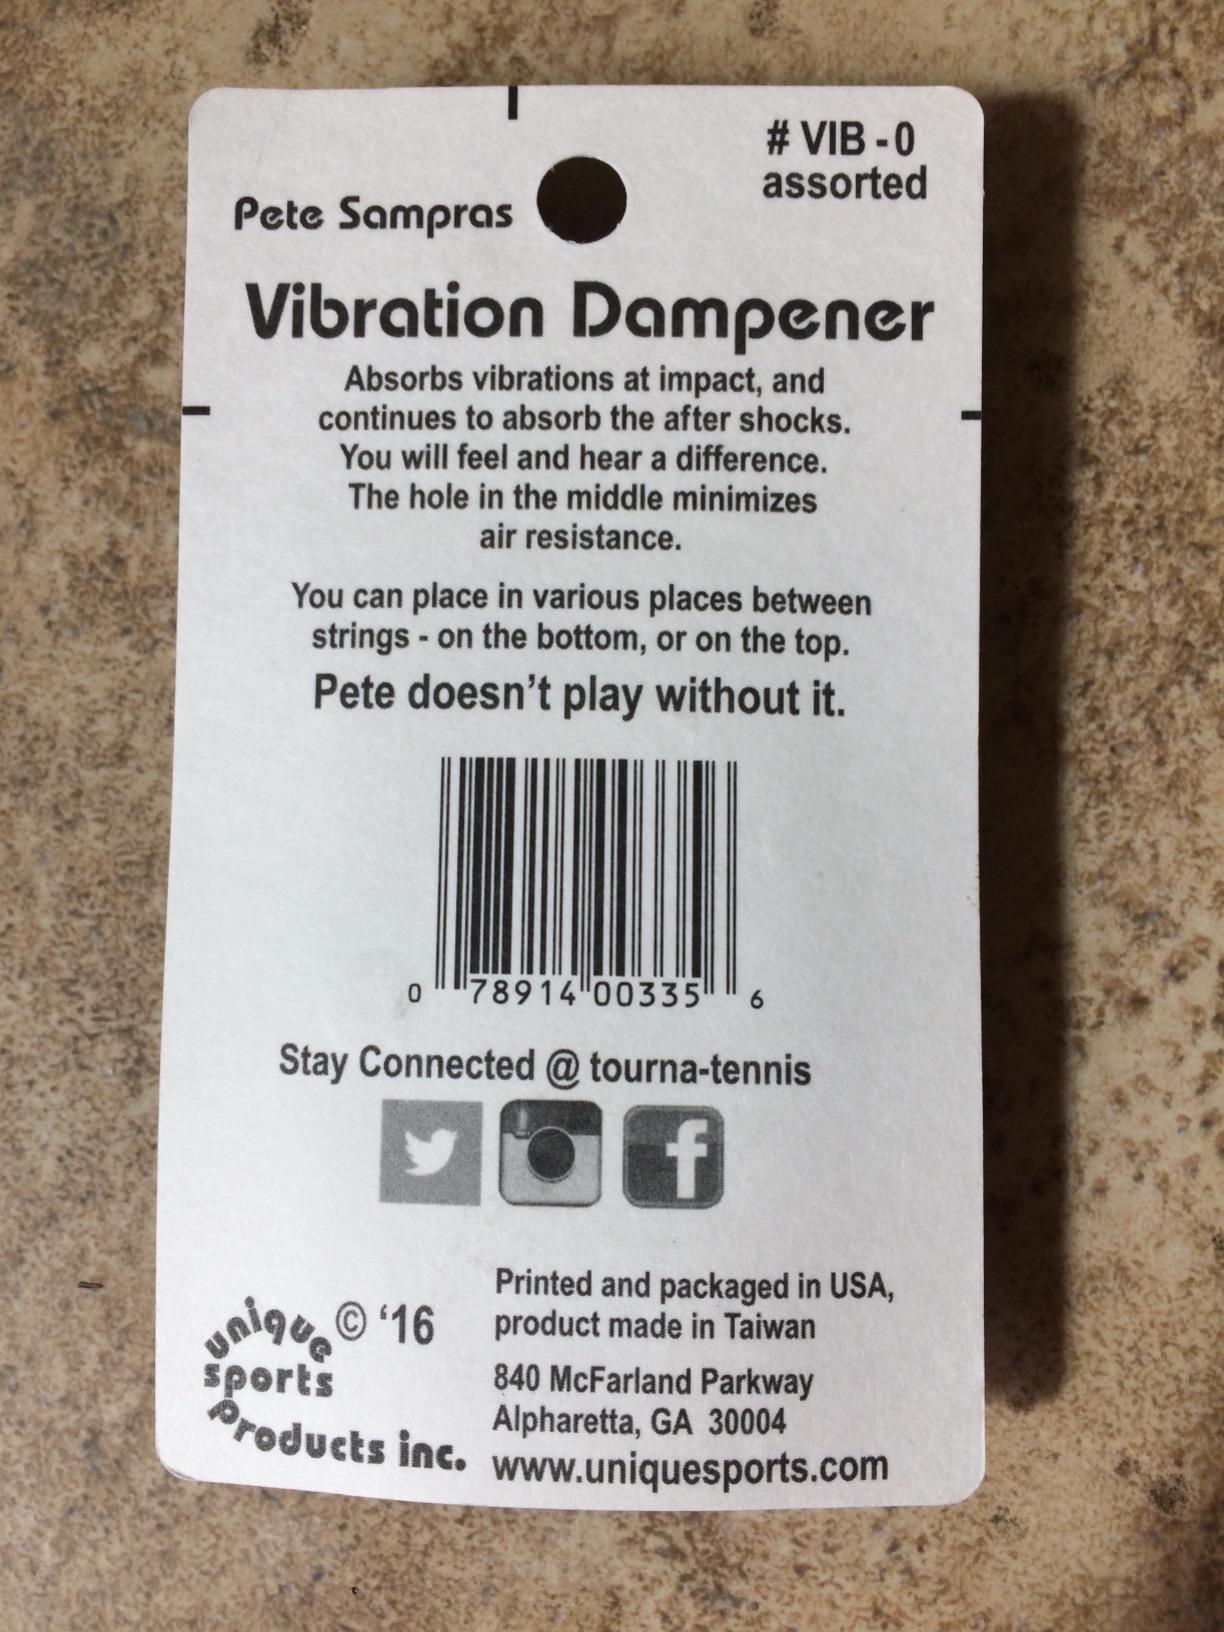 # VIB - 0
assorted
Pete Sampras
Vibration Dampener
Absorbs vibrations at impact, and
continues to absorb the after shocks.
You will feel and hear a difference.
The hole in the middle minimizes
air resistance.
You can place in various places between
strings - on the bottom, or on the top.
Pete doesn't play without it.
0 78914 00335 6
Stay Connected @ tourna-tennis
f
unique
sports
Products inc.
© ‘16
Printed and packaged in USA,
product made in Taiwan
840 McFarland Parkway
Alpharetta, GA 30004
www.uniquesports.com